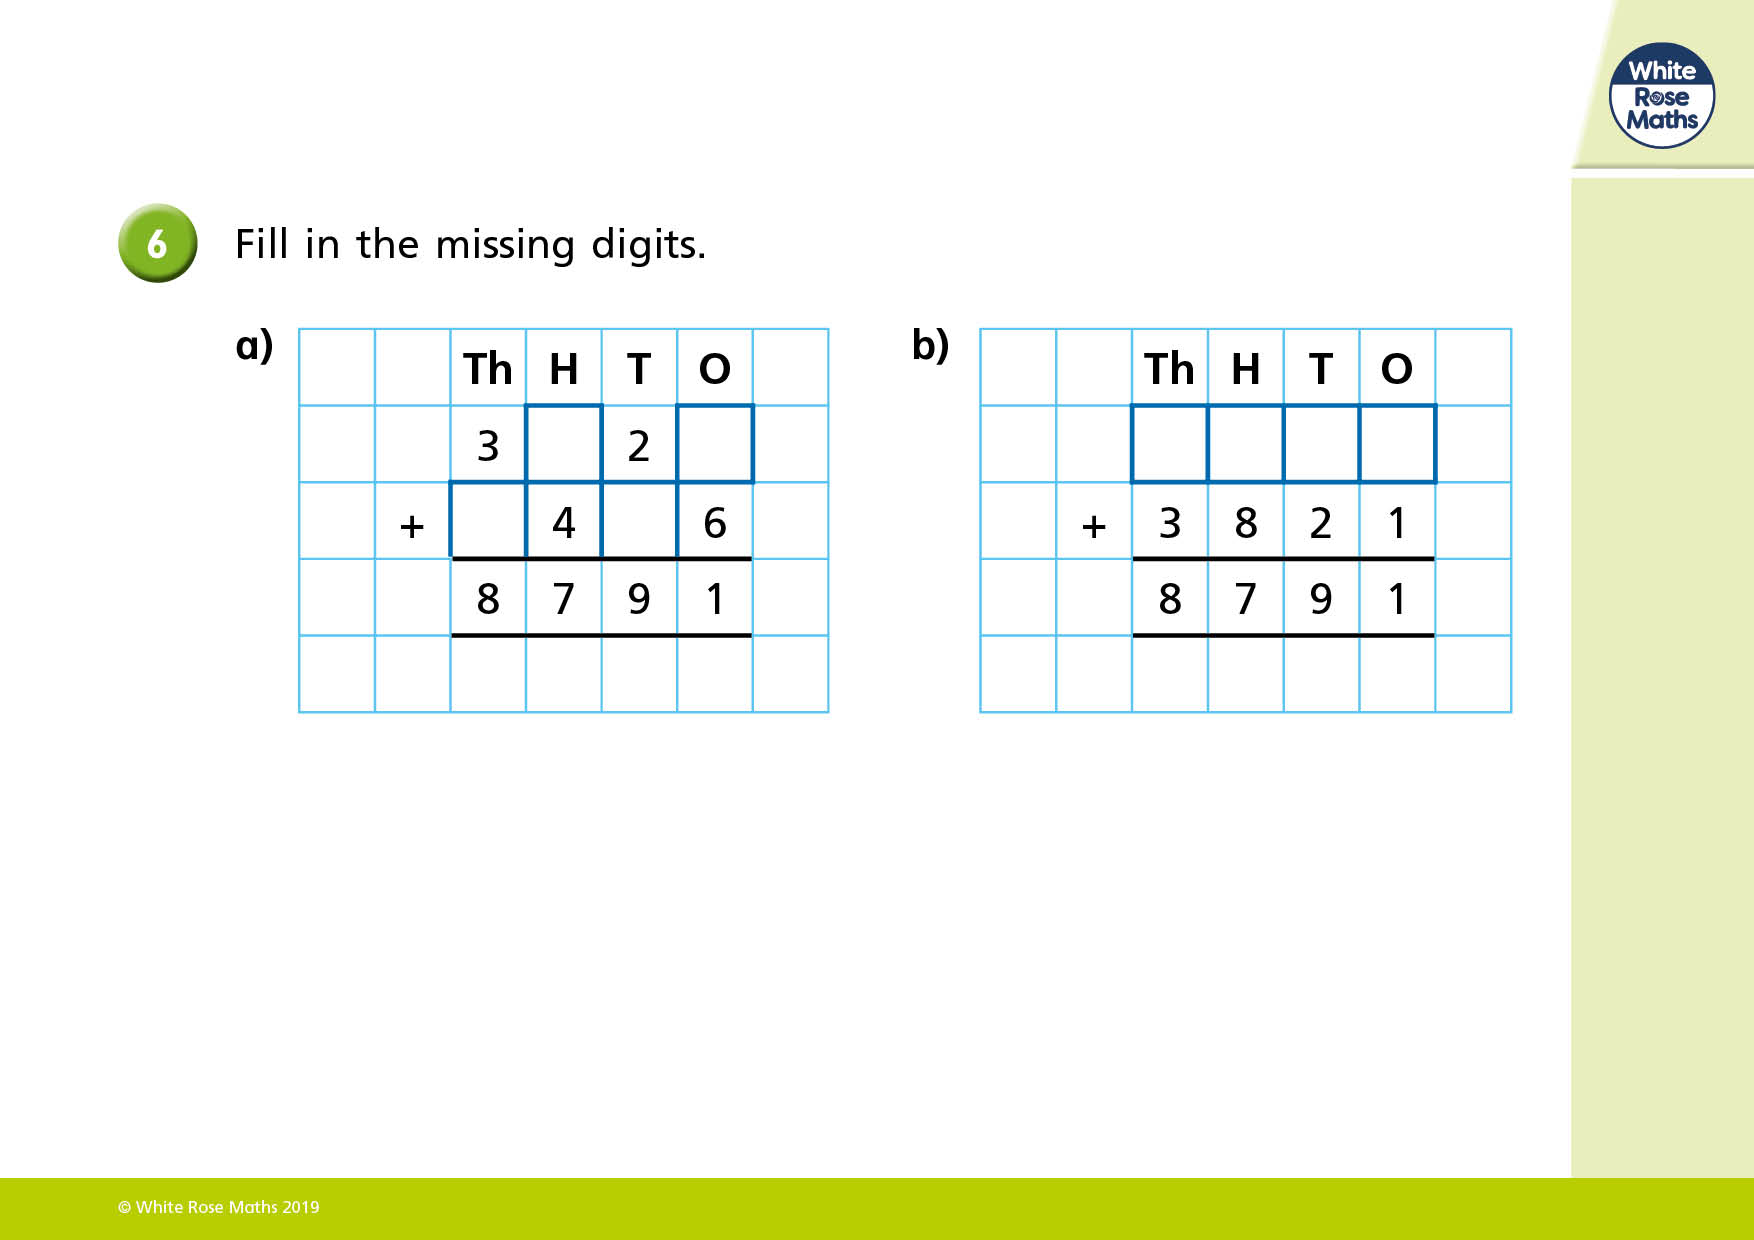 White
Rose
Maths
6 Fill in the missing digits.
a)
Th H T O
3 2
+ 4 6
8 7 9 1
b)
Th H T O
+ 3 8 2 1
8 7 9 1
© White Rose Maths 2019